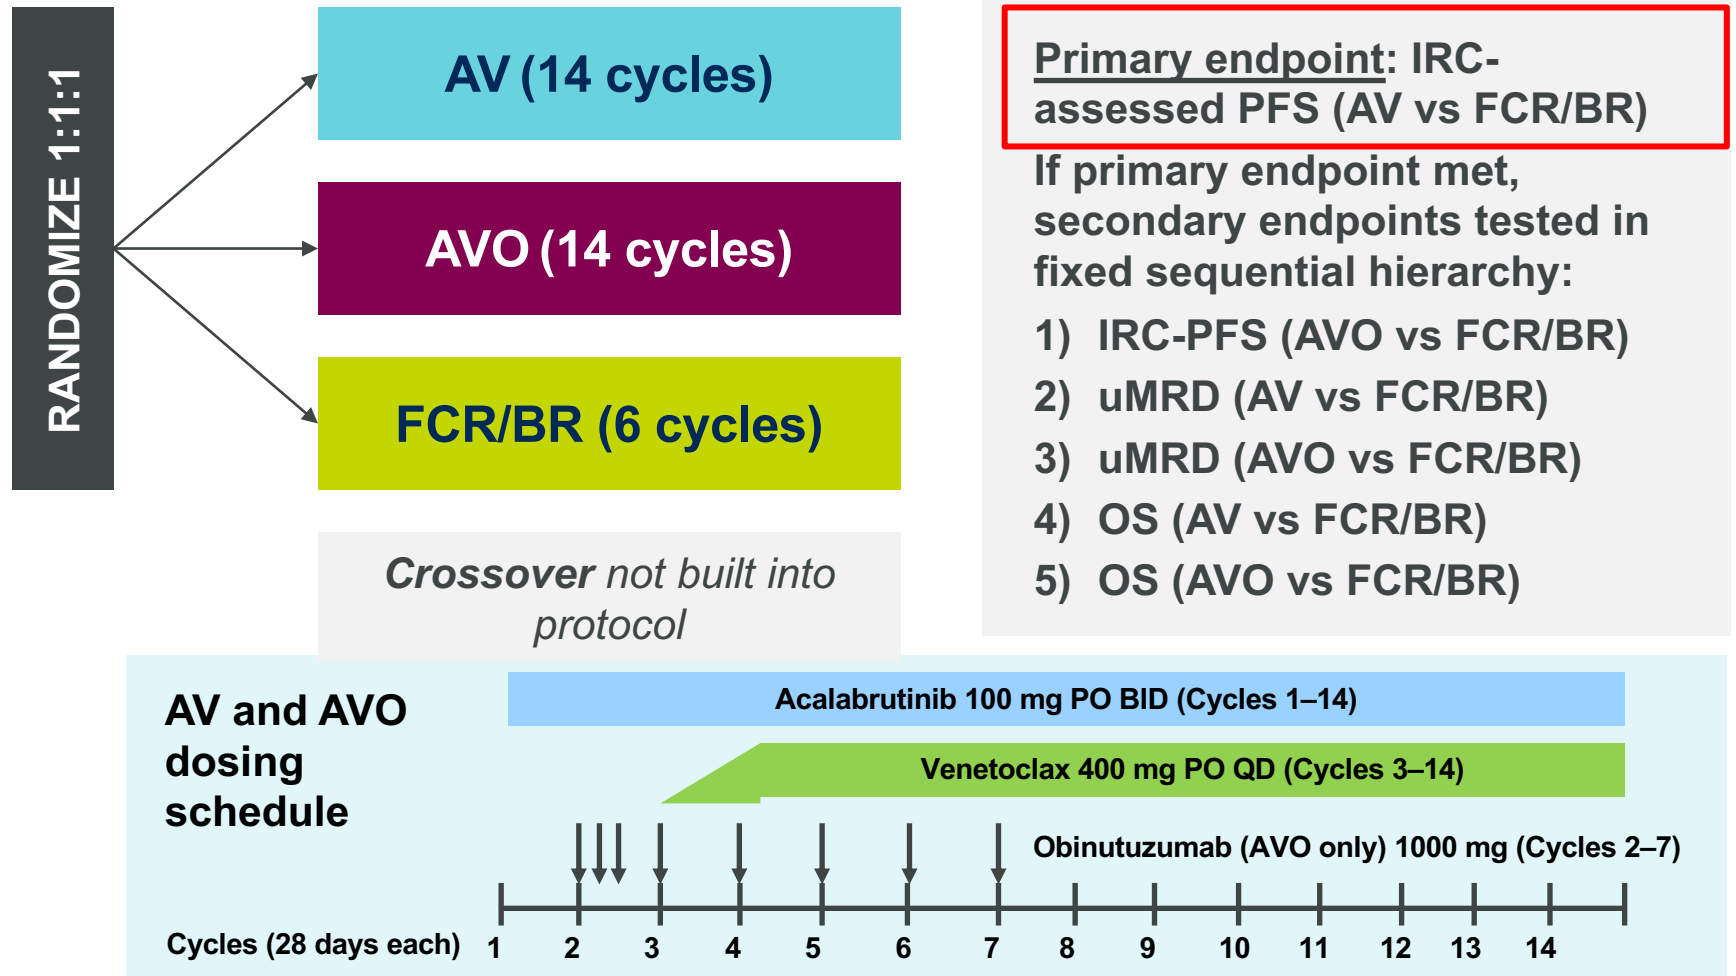 RANDOMIZE 1:1:1
AV (14 cycles)
AVO (14 cycles)
FCR/BR (6 cycles)
Crossover not built into
protocol
Primary endpoint: IRC-
assessed PFS (AV vs FCR/BR)
If primary endpoint met,
secondary endpoints tested in
fixed sequential hierarchy:
1) IRC-PFS (AVO vs FCR/BR)
2) uMRD (AV vs FCR/BR)
3) uMRD (AVO vs FCR/BR)
4) OS (AV vs FCR/BR)
5) OS (AVO vs FCR/BR)
AV and AVO
dosing
schedule
Acalabrutinib 100 mg PO BID (Cycles 1–14)
Venetoclax 400 mg PO QD (Cycles 3–14)
Obinutuzumab (AVO only) 1000 mg (Cycles 2–7)
Cycles (28 days each) 1 2 3 4 5 6 7 8 9 10 11 12 13 14